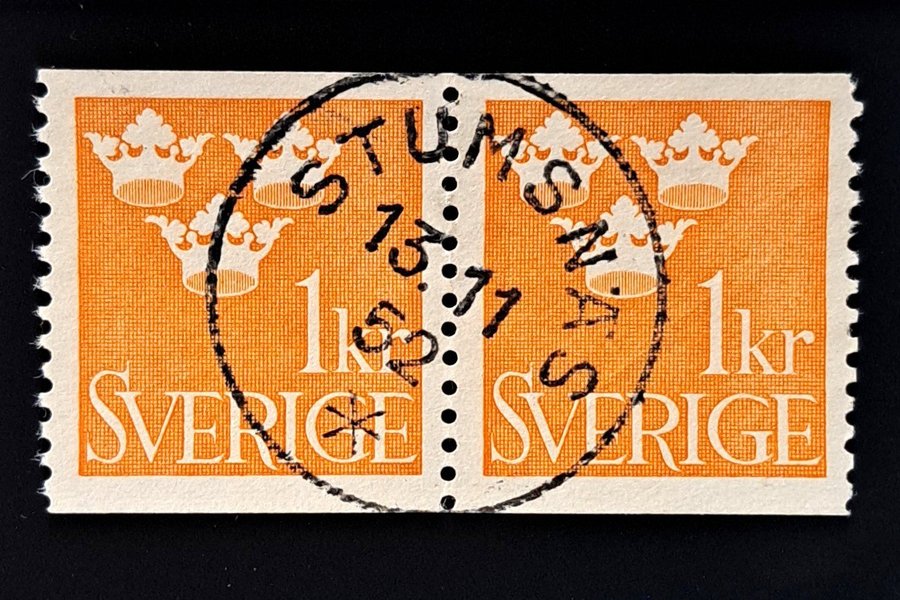 STUMSNÄS
13.11
52
*
1 kr
SVERIGE
1 kr
SVERIGE